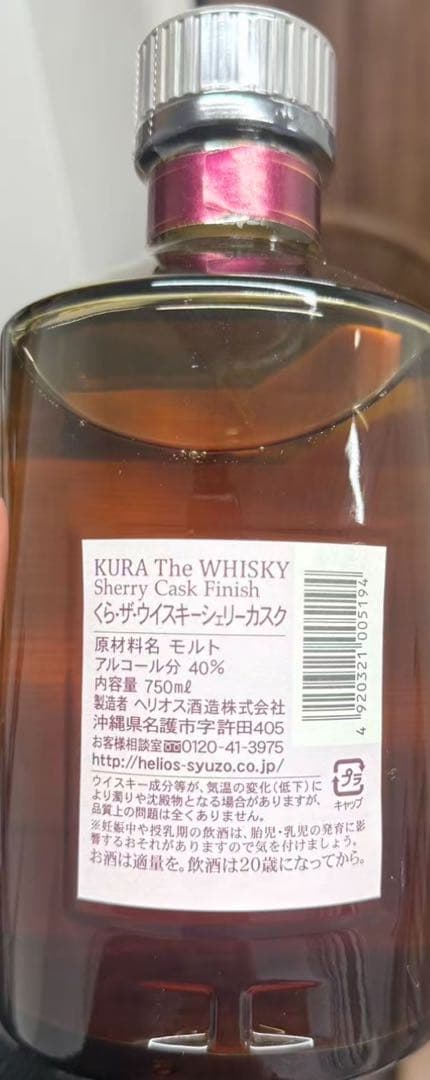 KURA The WHISKY
Sherry Cask Finish
くら・ザ・ウイスキーシェリーカスク
原材料名 モルト
アルコール分 40%
内容量 750mℓ
製造者 ヘリオス酒造株式会社
沖縄県名護市字許田405
お客様相談室 0120-41-3975
http://helios-syuzo.co.jp/
ウイスキー成分等が、気温の変化(低下)に
より濁りや沈殿物となる場合がありますが、
品質上の問題は全くありません。
※妊娠中や授乳期の飲酒は、胎児・乳児の発育に影
響するおそれがありますので気を付けましょう。
お酒は適量を。飲酒は20歳になってから。
4 920321 005194
プラ
キャップ